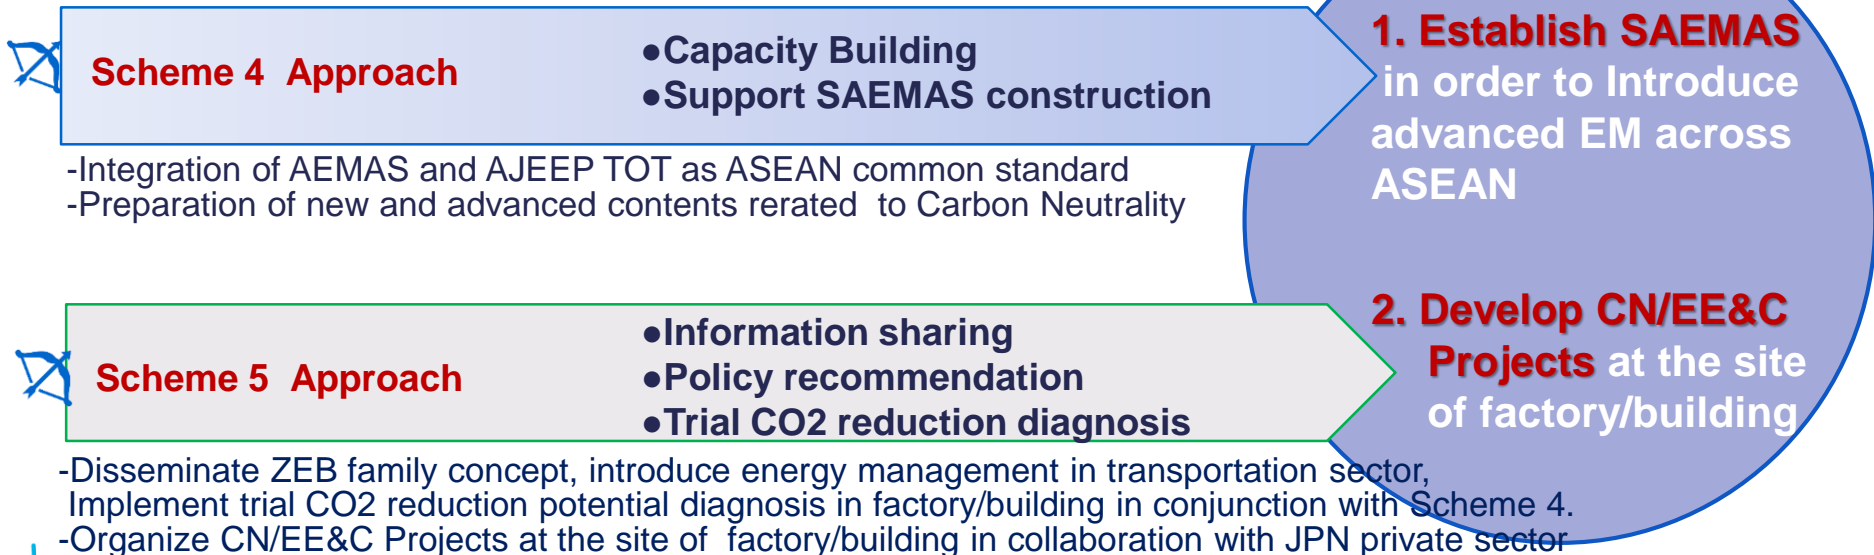 Scheme 4 Approach
●Capacity Building
●Support SAEMAS construction
-Integration of AEMAS and AJEEP TOT as ASEAN common standard
-Preparation of new and advanced contents rerated to Carbon Neutrality
1. Establish SAEMAS
in order to Introduce
advanced EM across
ASEAN
Scheme 5 Approach
●Information sharing
●Policy recommendation
●Trial CO2 reduction diagnosis
2. Develop CN/EE&C
Projects at the site
of factory/building
-Disseminate ZEB family concept, introduce energy management in transportation sector,
Implement trial CO2 reduction potential diagnosis in factory/building in conjunction with Scheme 4.
-Organize CN/EE&C Projects at the site of factory/building in collaboration with JPN private sector